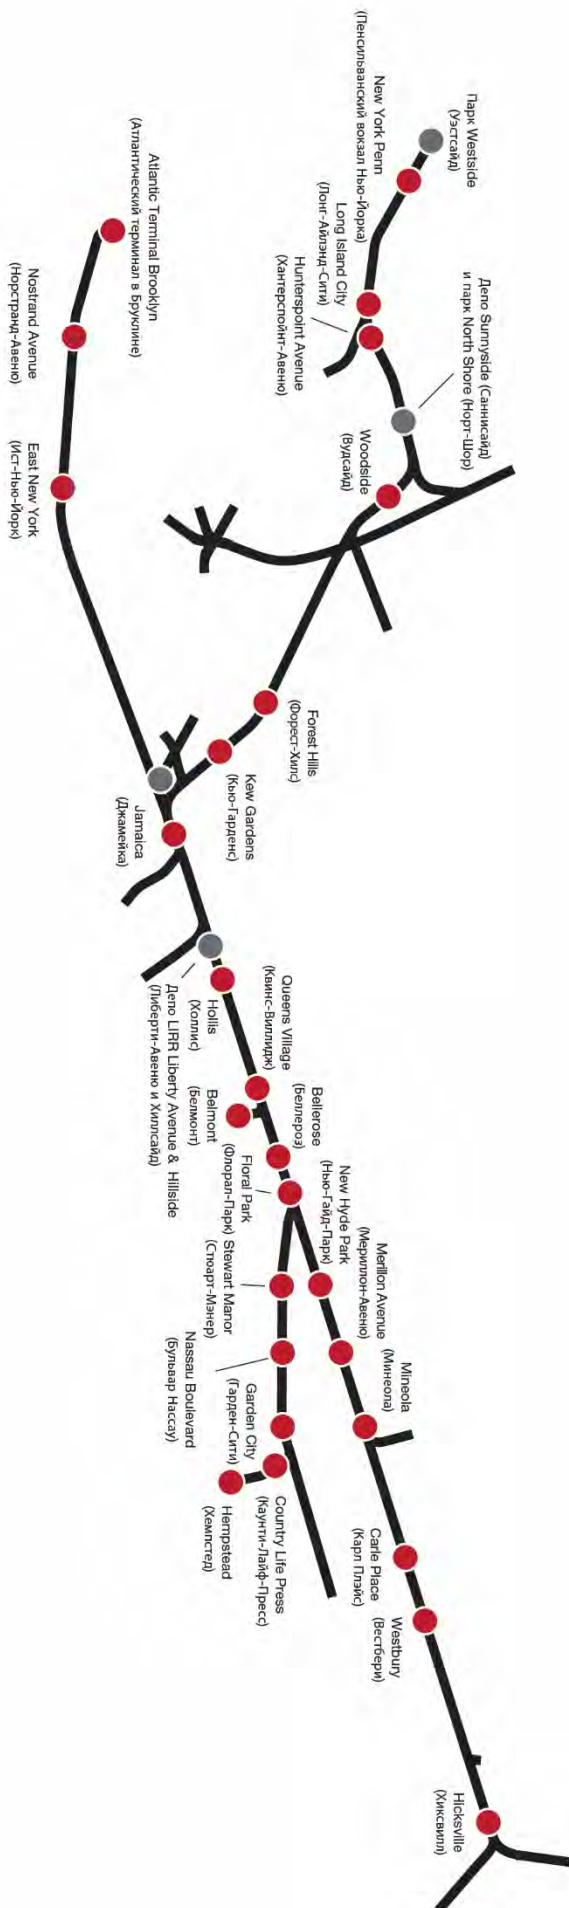 Парк Westside
(Уэстсайд)
New York Penn
(Пенсильванский вокзал Нью-Йорка)
Long Island City
(Лонг-Айлэнд-Сити)
Hunterspoint Avenue
(Хантерспойнт-Авеню)
Депо Sunnyside (Саннисайд)
и парк North Shore (Норт-Шор)
Woodside
(Вудсайд)
Atlantic Terminal Brooklyn
(Атлантический терминал в Бруклине)
Nostrand Avenue
(Норстранд-Авеню)
East New York
(Ист-Нью-Йорк)
Forest Hills
(Форест-Хилс)
Kew Gardens
(Кью-Гарденс)
Jamaica
(Джамейка)
Депо LIRR Liberty Avenue & Hillside
(Либерти-Авеню и Хиллсайд)
Hollis
(Холлис)
Queens Village
(Квинс-Виллидж)
Belmont
(Белмонт)
Bellerose
(Беллероз)
Floral Park
(Флорал-Парк)
New Hyde Park
(Нью-Гайд-Парк)
Merillon Avenue
(Мериллон-Авеню)
Mineola
(Минеола)
Stewart Manor
(Стюарт-Мэнер)
Nassau Boulevard
(Бульвар Нассау)
Garden City
(Гарден-Сити)
Country Life Press
(Каунти-Лайф-Пресс)
Hempstead
(Хемпстед)
Carle Place
(Карл Плэйс)
Westbury
(Вестбери)
Hicksville
(Хиксвилл)